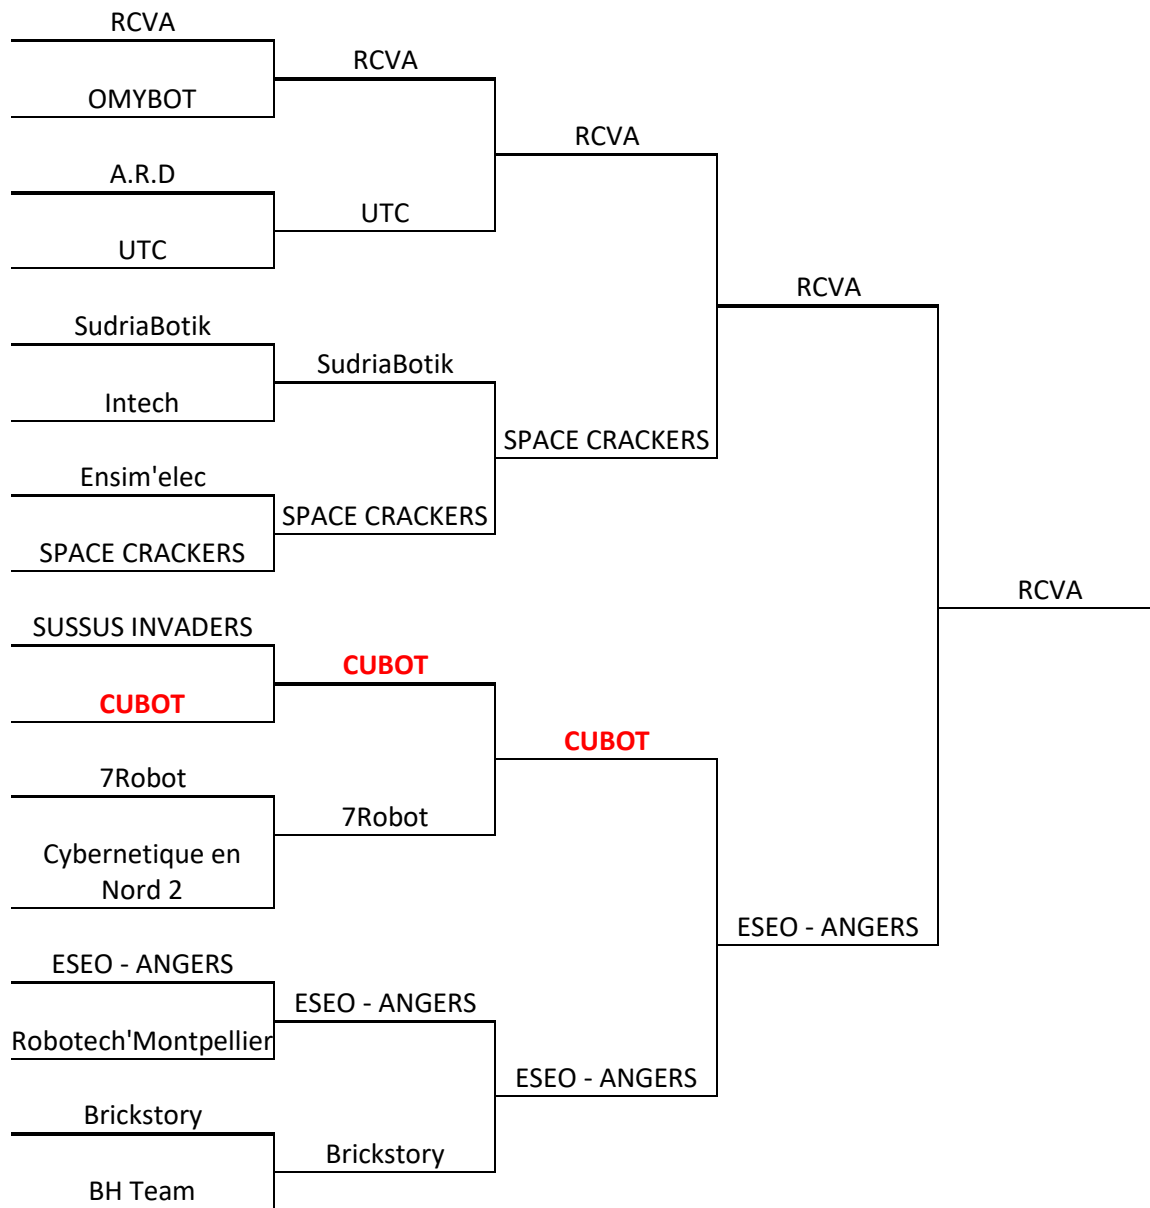 RCVA
RCVA
OMYBOT
RCVA
A.R.D
UTC
UTC
RCVA
SudriaBotik
SudriaBotik
Intech
SPACE CRACKERS
Ensim'elec
SPACE CRACKERS
SPACE CRACKERS
RCVA
SUSSUS INVADERS
CUBOT
CUBOT
CUBOT
7Robot
7Robot
Cybernetique en
Nord 2
ESEO - ANGERS
ESEO - ANGERS
ESEO - ANGERS
Robotech'Montpellier
ESEO - ANGERS
Brickstory
Brickstory
BH Team